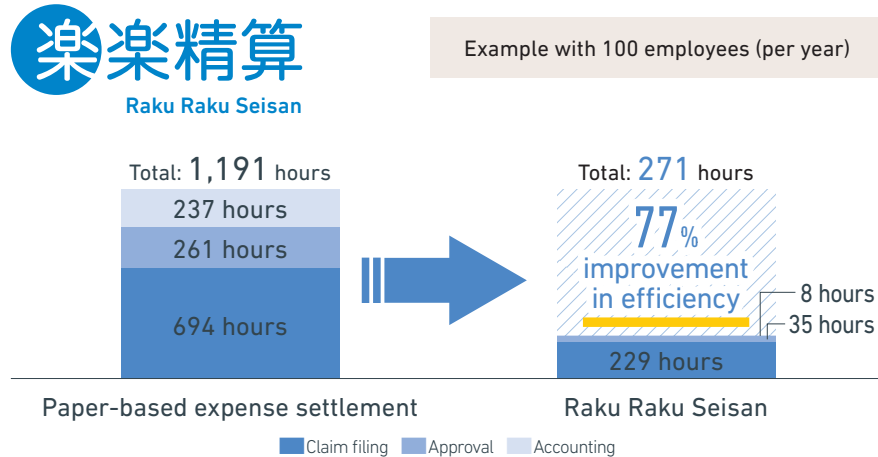 楽楽精算
Raku Raku Seisan
Example with 100 employees (per year)
Total: 1,191 hours
237 hours
261 hours
694 hours
Total: 271 hours
77%
improvement
in efficiency
8 hours
35 hours
229 hours
Paper-based expense settlement
Raku Raku Seisan
Claim filing
Approval
Accounting